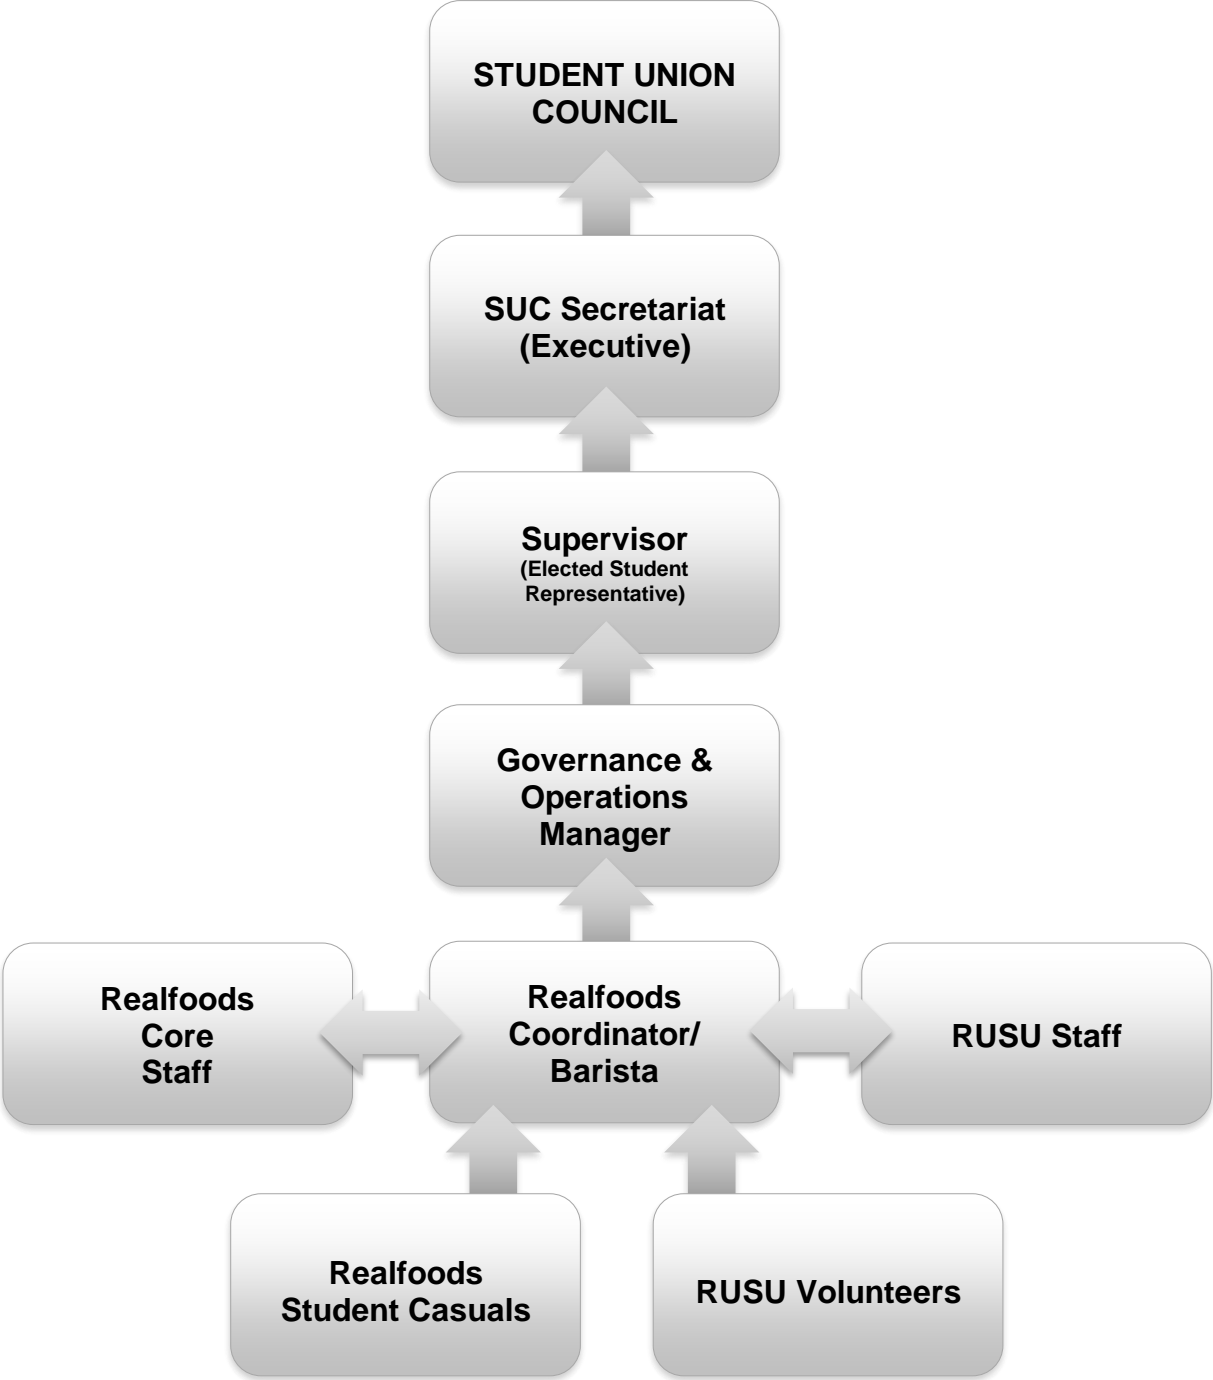 STUDENT UNION
COUNCIL
SUC Secretariat
(Executive)
Supervisor
(Elected Student
Representative)
Governance &
Operations
Manager
Realfoods
Core
Staff
Realfoods
Coordinator/
Barista
RUSU Staff
Realfoods
Student Casuals
RUSU Volunteers